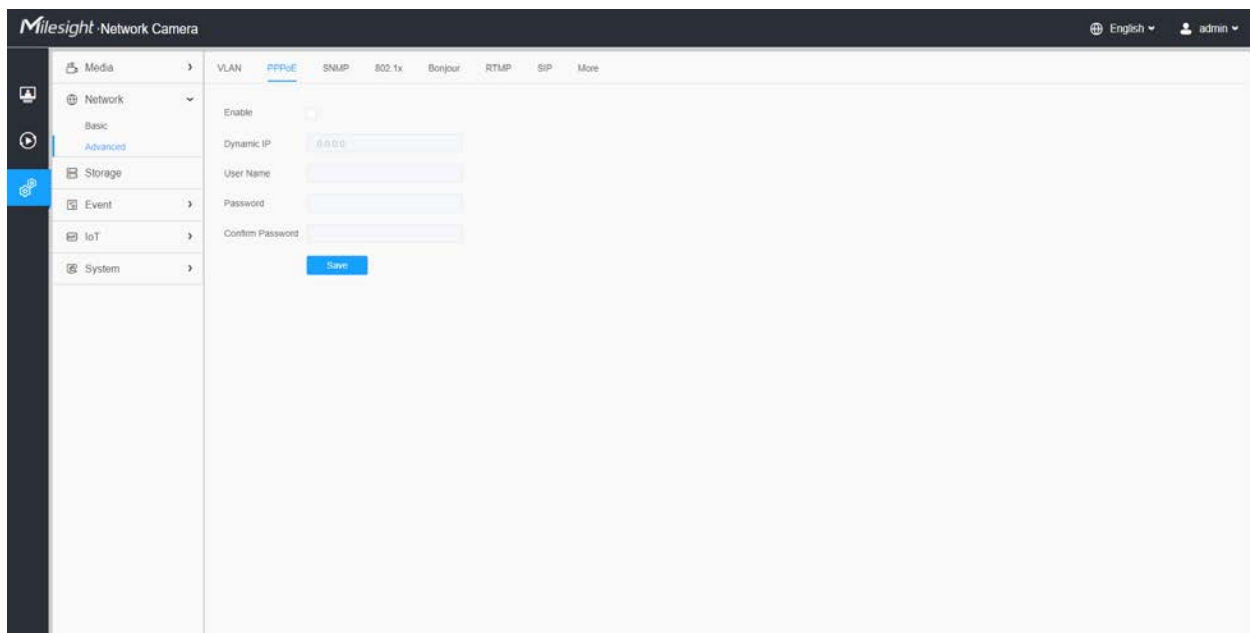 Milesight ·Network Camera
English
admin
Media
Network
Basic
Advanced
Storage
Event
IoT
System
VLAN PPPoE SNMP 802.1x Bonjour RTMP SIP More
Enable
Dynamic IP 0.0.0.0
User Name
Password
Confirm Password
Save